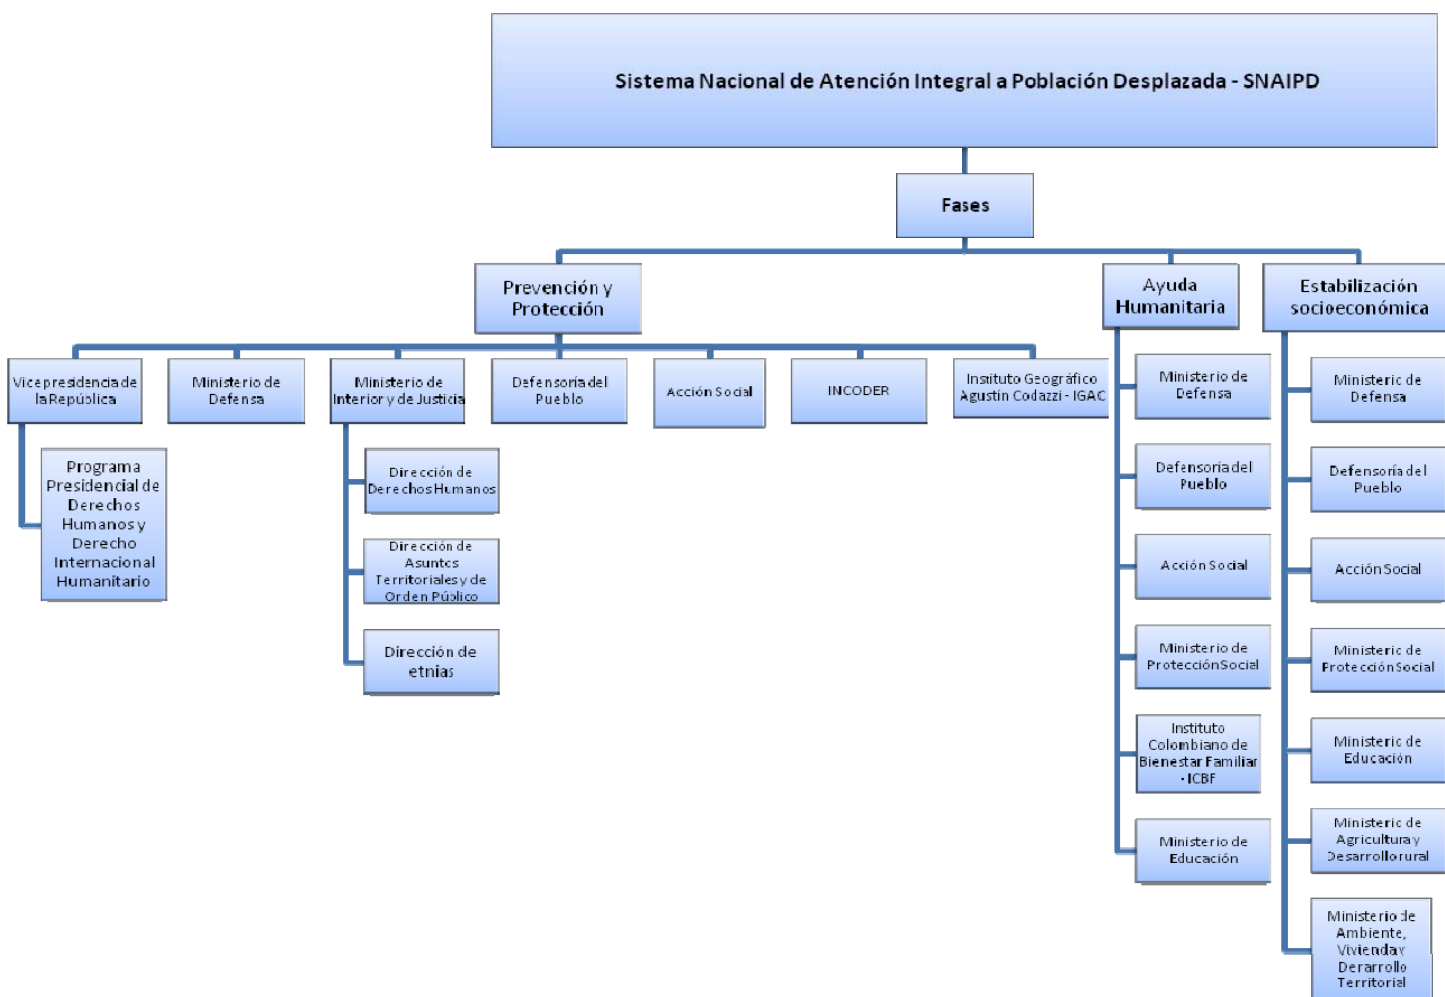 Sistema Nacional de Atención Integral a Población Desplazada - SNAIPD
Fases
Prevención y
Protección
Ayuda
Humanitaria
Estabilización
socioeconómica
Vicepresidencia de
la República
Ministerio de
Defensa
Ministerio de
Interior y de Justicia
Defensoría del
Pueblo
Acción Social
INCODER
Instituto Geográfico
Agustín Codazzi - IGAC
Programa
Presidencial de
Derechos
Humanos y
Derecho
Internacional
Humanitario
Dirección de
Derechos Humanos
Dirección de
Asuntos
Territoriales y de
Orden Público
Dirección de
etnias
Ministerio de
Defensa
Defensoría del
Pueblo
Acción Social
Ministerio de
Protección Social
Instituto
Colombiano de
Bienestar Familiar
- ICBF
Ministerio de
Educación
Ministerio de
Defensa
Defensoría del
Pueblo
Acción Social
Ministerio de
Protección Social
Ministerio de
Educación
Ministerio de
Agricultura y
Desarrollo rural
Ministerio de
Ambiente,
Vivienda y
Derarrollo
Territorial